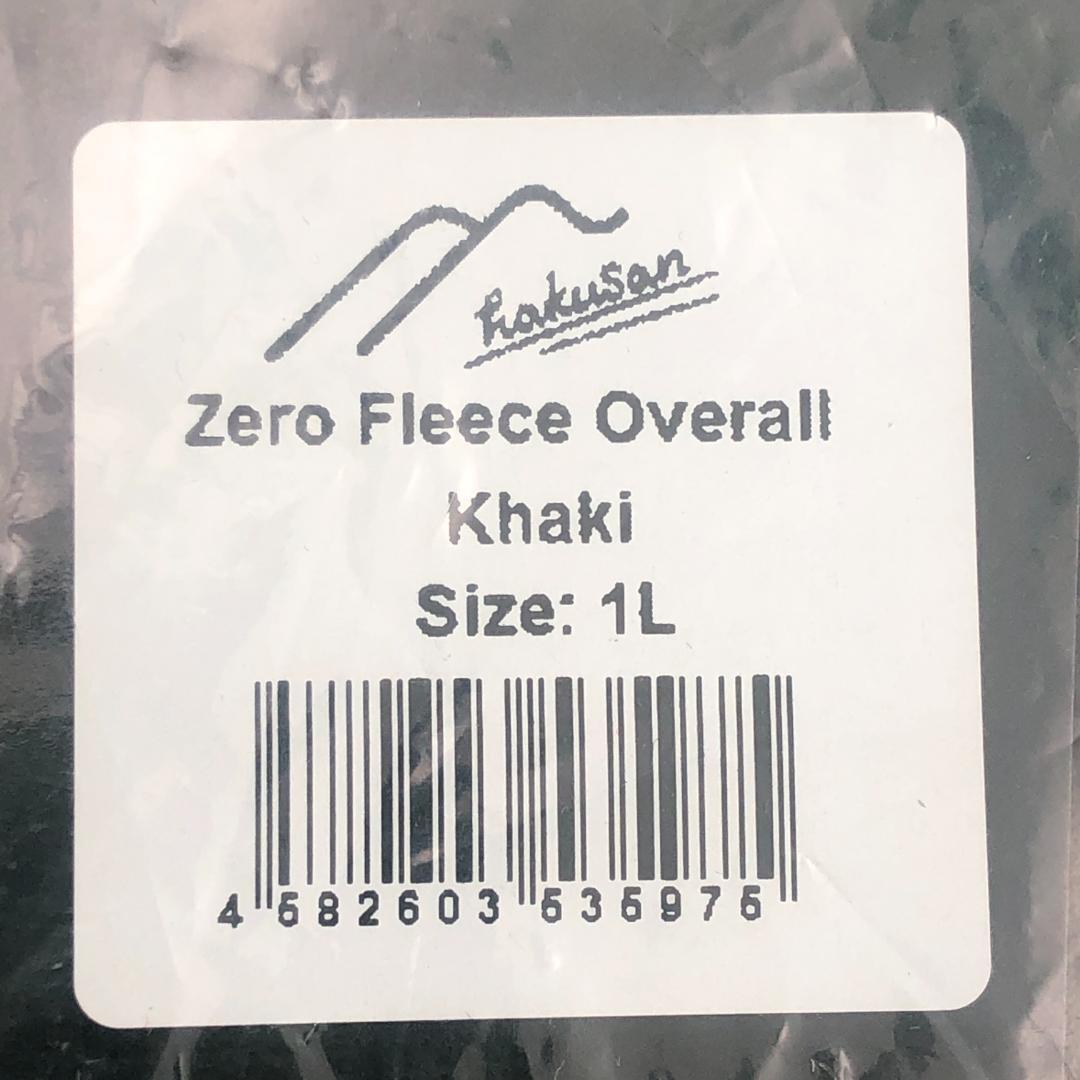 hakusan
Zero Fleece Overall
Khaki
Size: 1L
4 582603 535975